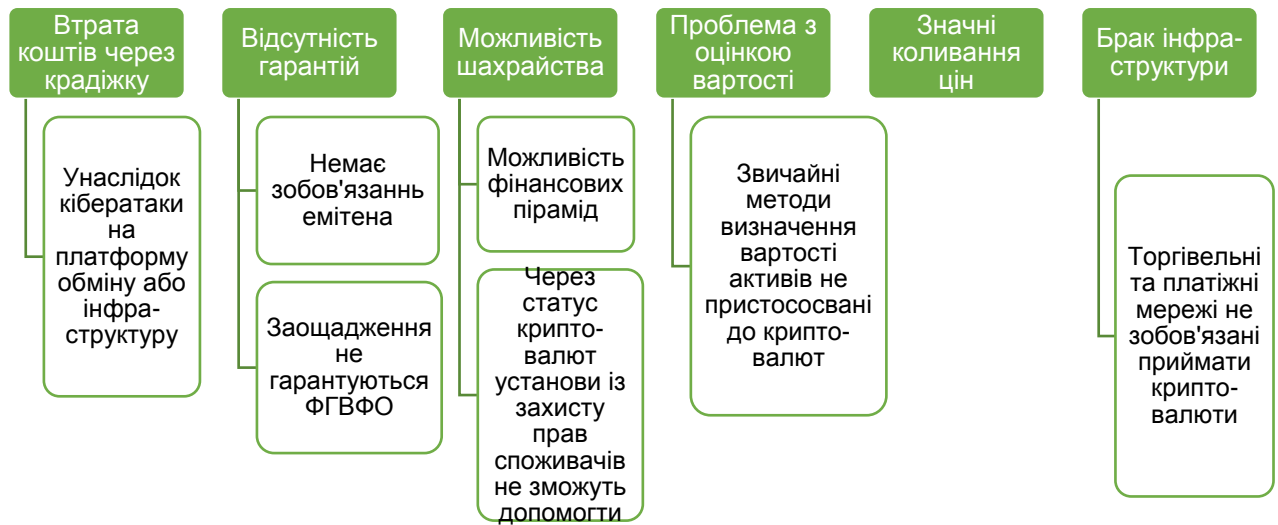 Втрата
коштів через
крадіжку
Унаслідок
кібератаки
на
платформу
обміну або
інфра-
структуру
Відсутність
гарантій
Немає
зобов'язаннь
емітена
Заощадження
не
гарантуються
ФГВФО
Можливість
шахрайства
Можливість
фінансових
пірамід
Через
статус
крипто-
валют
установи із
захисту
прав
споживачів
не зможуть
допомогти
Проблема з
оцінкою
вартості
Звичайні
методи
визначення
вартості
активів не
пристососвані
до крипто-
валют
Значні
коливання
цін
Брак інфра-
структури
Торгівельні
та платіжні
мережі не
зобов'язані
приймати
крипто-
валюти